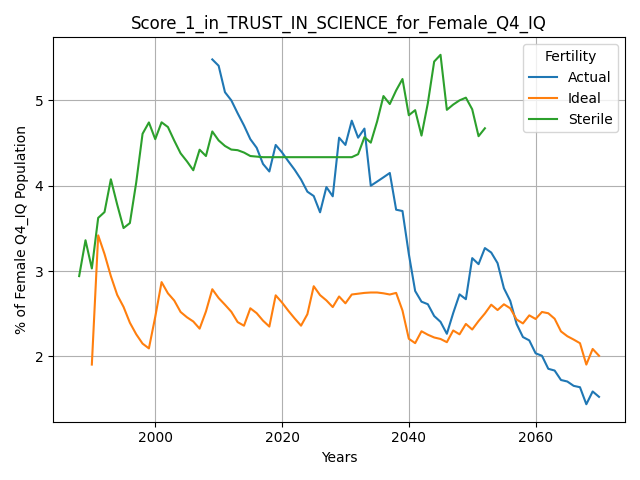 Score_1_in_TRUST_IN_SCIENCE_for_Female_Q4_IQ
% of Female Q4_IQ Population
5
4
3
2
Fertility
Actual
Ideal
Sterile
2000 2020 2040 2060
Years